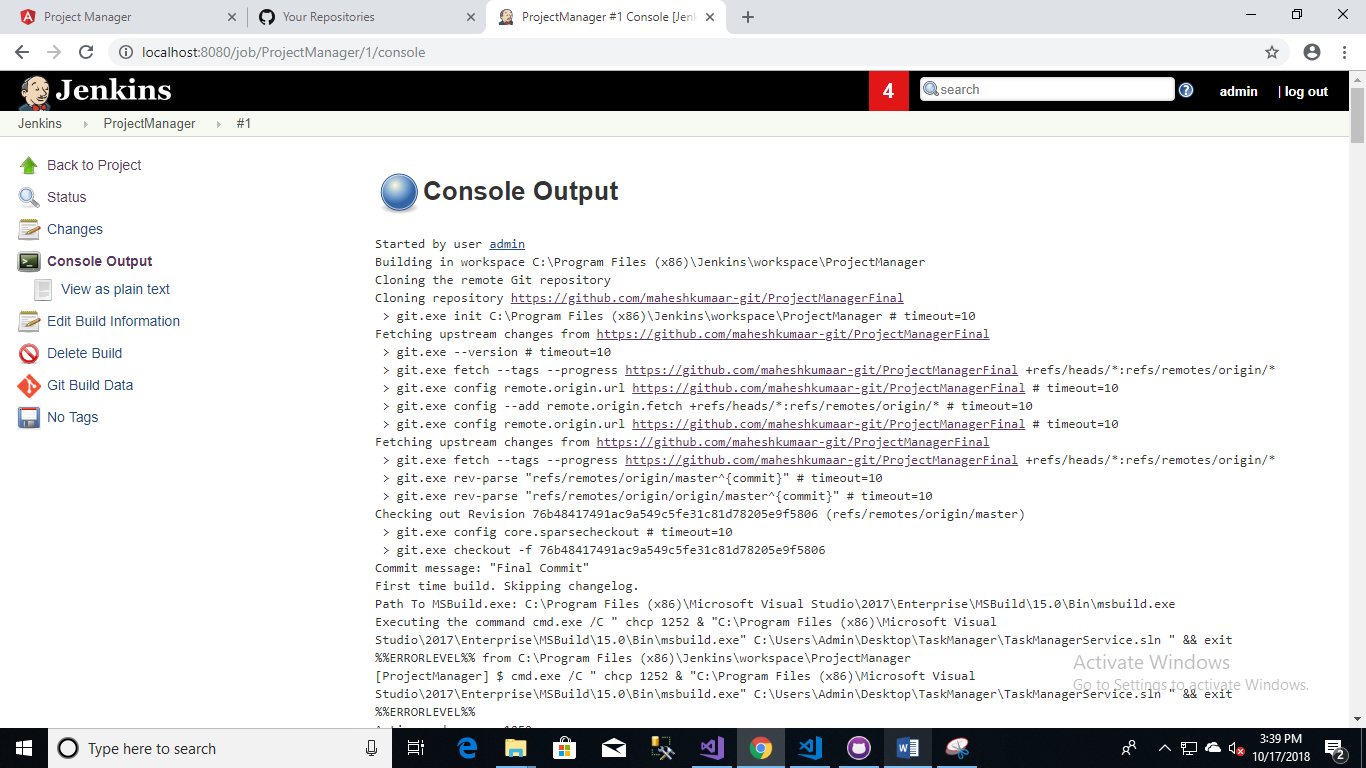 Project Manager
Your Repositories
ProjectManager #1 Console [Jenk
localhost:8080/job/ProjectManager/1/console
Jenkins
4
search
?
admin
| log out
Jenkins
ProjectManager
#1
Back to Project
Status
Changes
Console Output
View as plain text
Edit Build Information
Delete Build
Git Build Data
No Tags
Console Output
Started by user admin
Building in workspace C:\Program Files (x86)\Jenkins\workspace\ProjectManager
Cloning the remote Git repository
Cloning repository https://github.com/maheshkumaar-git/ProjectManagerFinal
> git.exe init C:\Program Files (x86)\Jenkins\workspace\ProjectManager # timeout=10
Fetching upstream changes from https://github.com/maheshkumaar-git/ProjectManagerFinal
> git.exe --version # timeout=10
> git.exe fetch --tags --progress https://github.com/maheshkumaar-git/ProjectManagerFinal +refs/heads/*:refs/remotes/origin/*
> git.exe config remote.origin.url https://github.com/maheshkumaar-git/ProjectManagerFinal # timeout=10
> git.exe config --add remote.origin.fetch +refs/heads/*:refs/remotes/origin/* # timeout=10
> git.exe config remote.origin.url https://github.com/maheshkumaar-git/ProjectManagerFinal # timeout=10
Fetching upstream changes from https://github.com/maheshkumaar-git/ProjectManagerFinal
> git.exe fetch --tags --progress https://github.com/maheshkumaar-git/ProjectManagerFinal +refs/heads/*:refs/remotes/origin/*
> git.exe rev-parse "refs/remotes/origin/master^{commit}" # timeout=10
> git.exe rev-parse "refs/remotes/origin/origin/master^{commit}" # timeout=10
Checking out Revision 76b48417491ac9a549c5fe31c81d78205e9f5806 (refs/remotes/origin/master)
> git.exe config core.sparsecheckout # timeout=10
> git.exe checkout -f 76b48417491ac9a549c5fe31c81d78205e9f5806
Commit message: "Final Commit"
First time build. Skipping changelog.
Path To MSBuild.exe: C:\Program Files (x86)\Microsoft Visual Studio\2017\Enterprise\MSBuild\15.0\Bin\msbuild.exe
Executing the command cmd.exe /C " chcp 1252 & "C:\Program Files (x86)\Microsoft Visual
Studio\2017\Enterprise\MSBuild\15.0\Bin\msbuild.exe" C:\Users\Admin\Desktop\TaskManager\TaskManagerService.sln " && exit
%%ERRORLEVEL%% from C:\Program Files (x86)\Jenkins\workspace\ProjectManager
[ProjectManager] $ cmd.exe /C " chcp 1252 & "C:\Program Files (x86)\Microsoft Visual
Studio\2017\Enterprise\MSBuild\15.0\Bin\msbuild.exe" C:\Users\Admin\Desktop\TaskManager\TaskManagerService.sln " && exit
%%ERRORLEVEL%%
Activate Windows
Go to Settings to activate Windows.
Type here to search
3:39 PM
10/17/2018
2